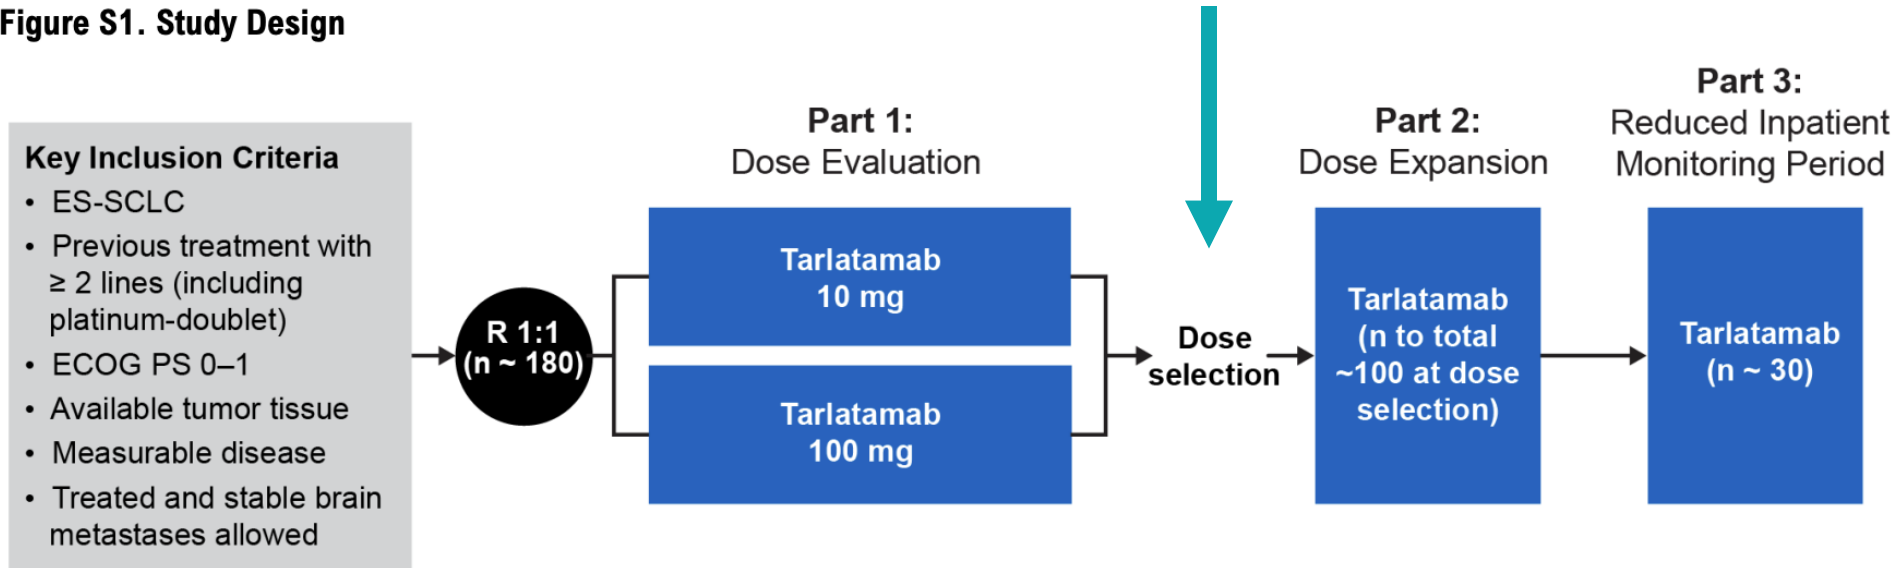 Figure S1. Study Design
Key Inclusion Criteria
• ES-SCLC
• Previous treatment with
≥ 2 lines (including
platinum-doublet)
• ECOG PS 0–1
• Available tumor tissue
• Measurable disease
• Treated and stable brain
metastases allowed
R 1:1
(n ~ 180)
Part 1:
Dose Evaluation
Tarlatamab
10 mg
Tarlatamab
100 mg
Dose
selection
Part 2:
Dose Expansion
Tarlatamab
(n to total
~100 at dose
selection)
Part 3:
Reduced Inpatient
Monitoring Period
Tarlatamab
(n ~ 30)